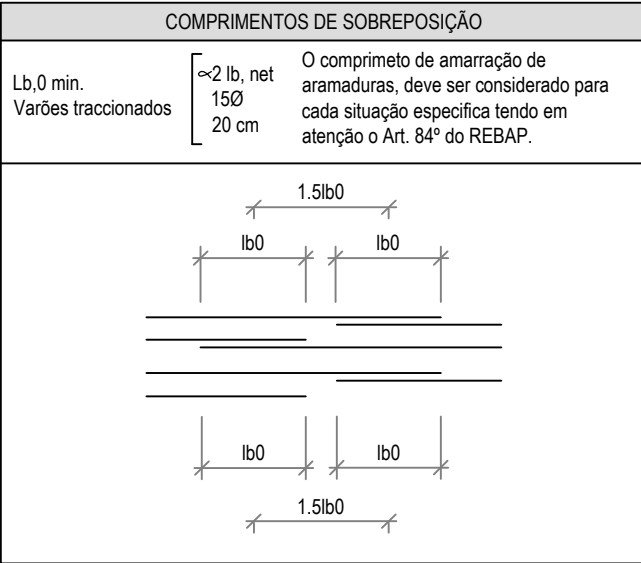 COMPRIMENTOS DE SOBREPOSIÇÃO
Lb,0 min.
Varões traccionados
∝2 lb, net
15Ø
20 cm
O comprimeto de amarração de
aramaduras, deve ser considerado para
cada situação especifica tendo em
atenção o Art. 84º do REBAP.
1.5lb0
lb0 lb0
lb0 lb0
1.5lb0